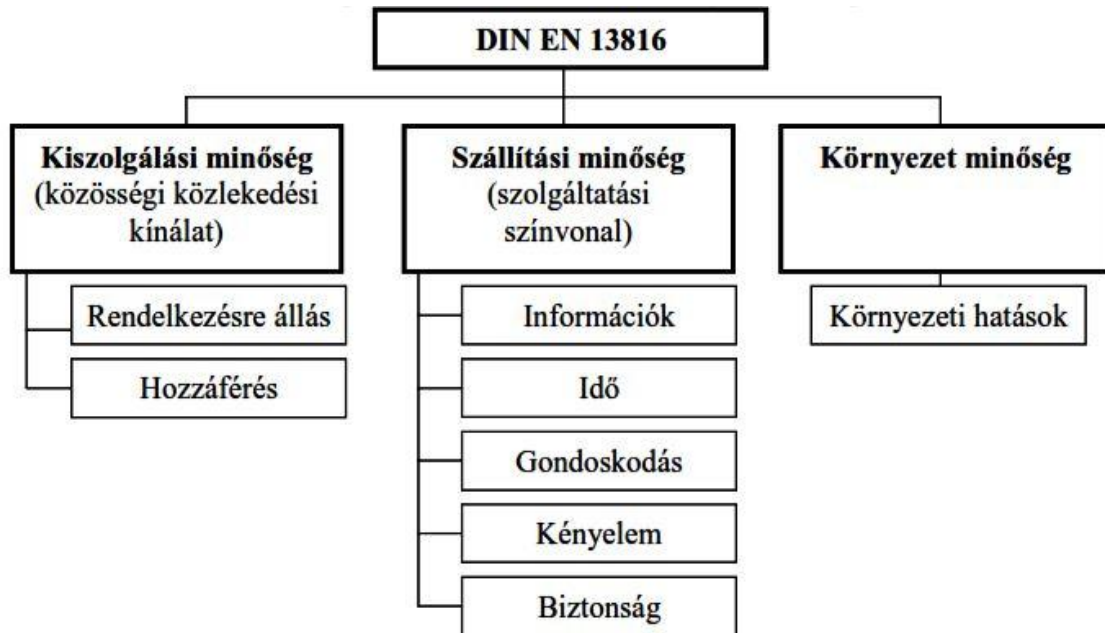 DIN EN 13816
Kiszolgálási minőség
(közösségi közlekedési
kínálat)
Rendelkezésre állás
Hozzáférés
Szállítási minőség
(szolgáltatási
színvonal)
Információk
Idő
Gondoskodás
Kényelem
Biztonság
Környezet minőség
Környezeti hatások